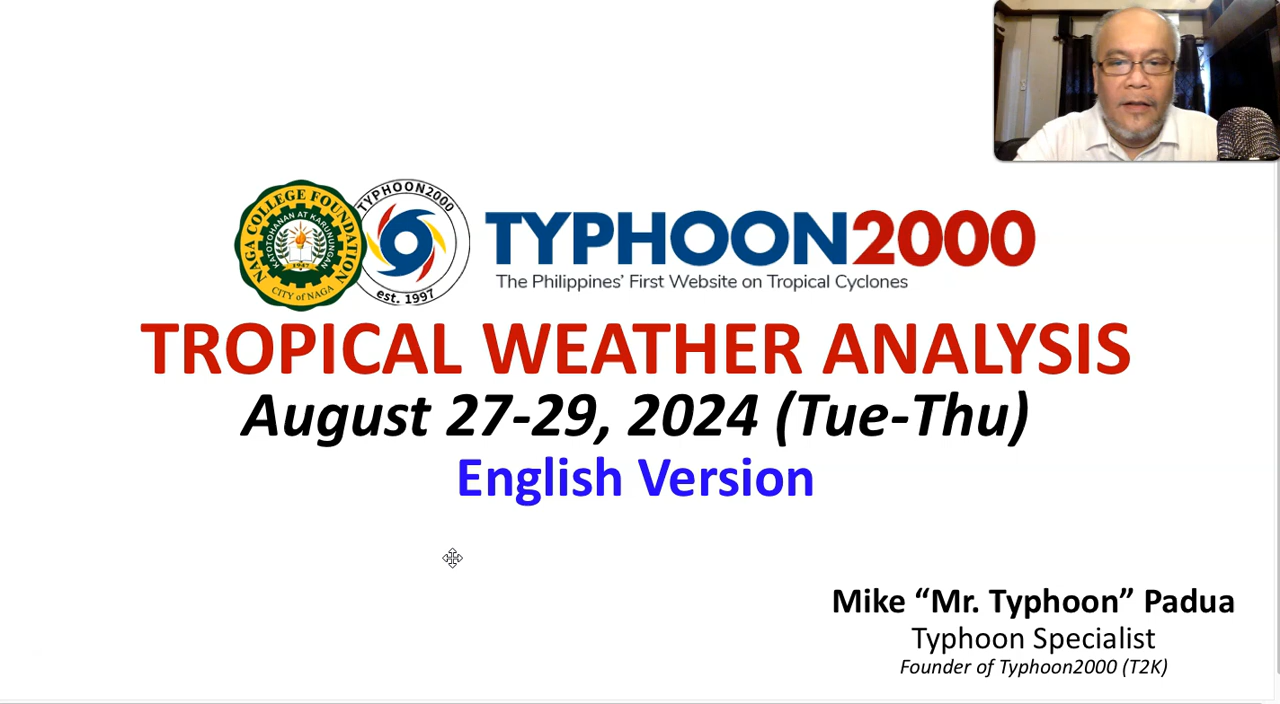 NAGA COLLEGE FOUNDATION
KATOTOHANAN AT KARUNUNGAN
1947
CITY of NAGA
TYPHOON2000
est. 1997
TYPHOON2000
The Philippines' First Website on Tropical Cyclones
TROPICAL WEATHER ANALYSIS
August 27-29, 2024 (Tue-Thu)
English Version
Mike “Mr. Typhoon” Padua
Typhoon Specialist
Founder of Typhoon2000 (T2K)